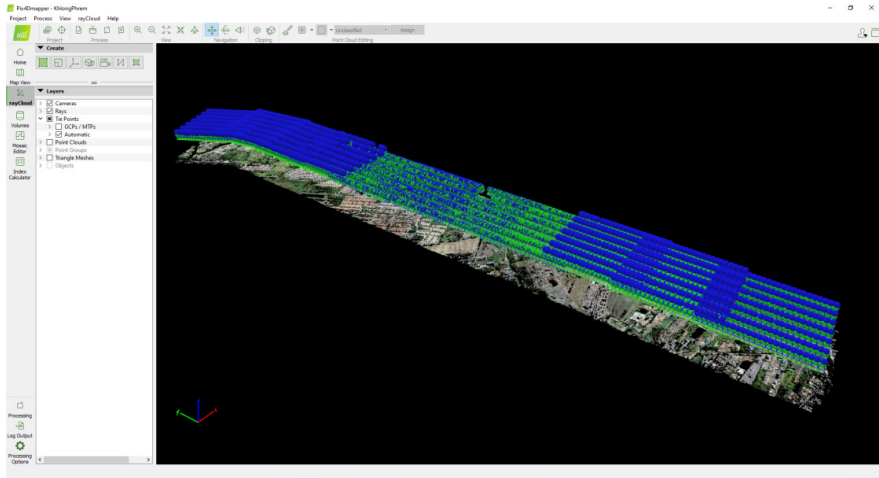 Pix4Dmapper - KhlongPhrem
Project Process View rayCloud Help
Project Process View Navigation Clipping Point Cloud Editing
Unclassified Assign
Home
Map View
rayCloud
Volumes
Mosaic
Editor
Index
Calculator
Create
Layers
Cameras
Rays
Tie Points
GCPs / MTPs
Automatic
Point Clouds
Point Groups
Triangle Meshes
Objects
Processing
Log Output
Processing
Options